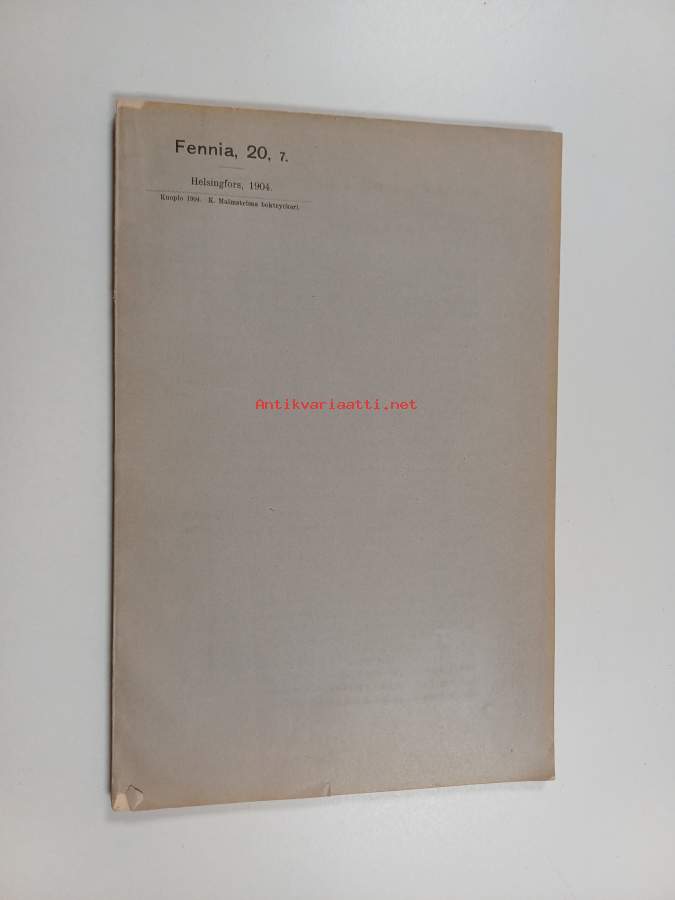 Fennia, 20, 7.
Helsingfors, 1904.
Kuopio 1904. K. Malmströms boktryckeri.
Antikvariaatti.net